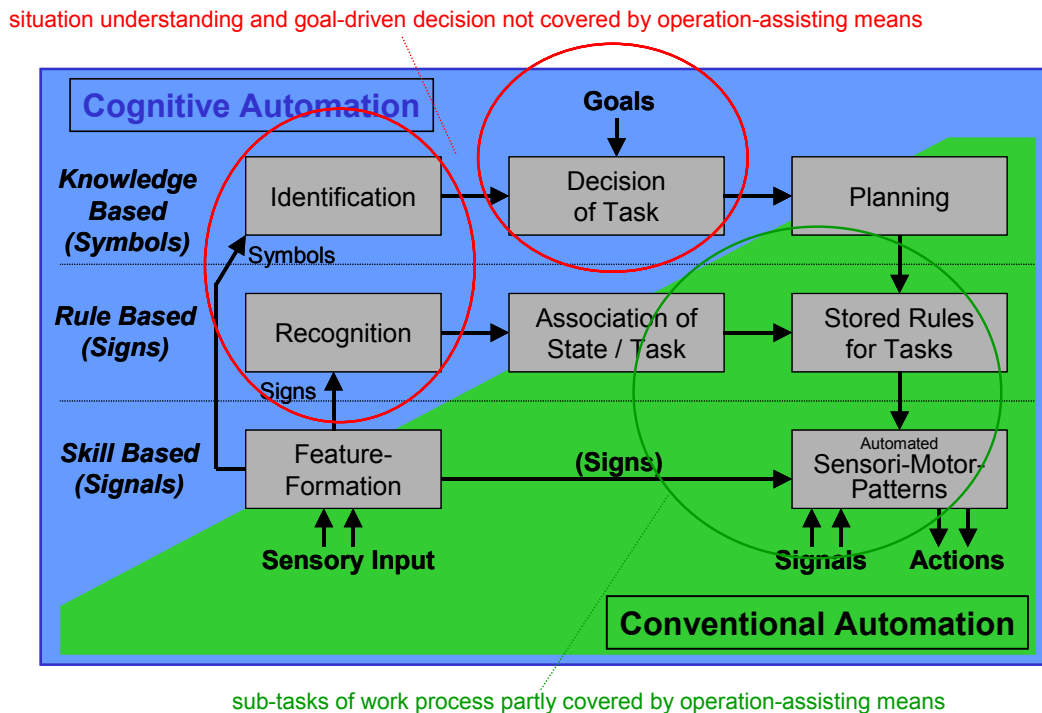 situation understanding and goal-driven decision not covered by operation-assisting means
Cognitive Automation
Goals
Knowledge
Based
(Symbols)
Identification
Decision
of Task
Planning
Symbols
Rule Based
(Signs)
Recognition
Association of
State / Task
Stored Rules
for Tasks
Signs
Skill Based
(Signals)
Feature-
Formation
(Signs)
Automated
Sensori-Motor-
Patterns
Sensory Input
Signals
Actions
Conventional Automation
sub-tasks of work process partly covered by operation-assisting means